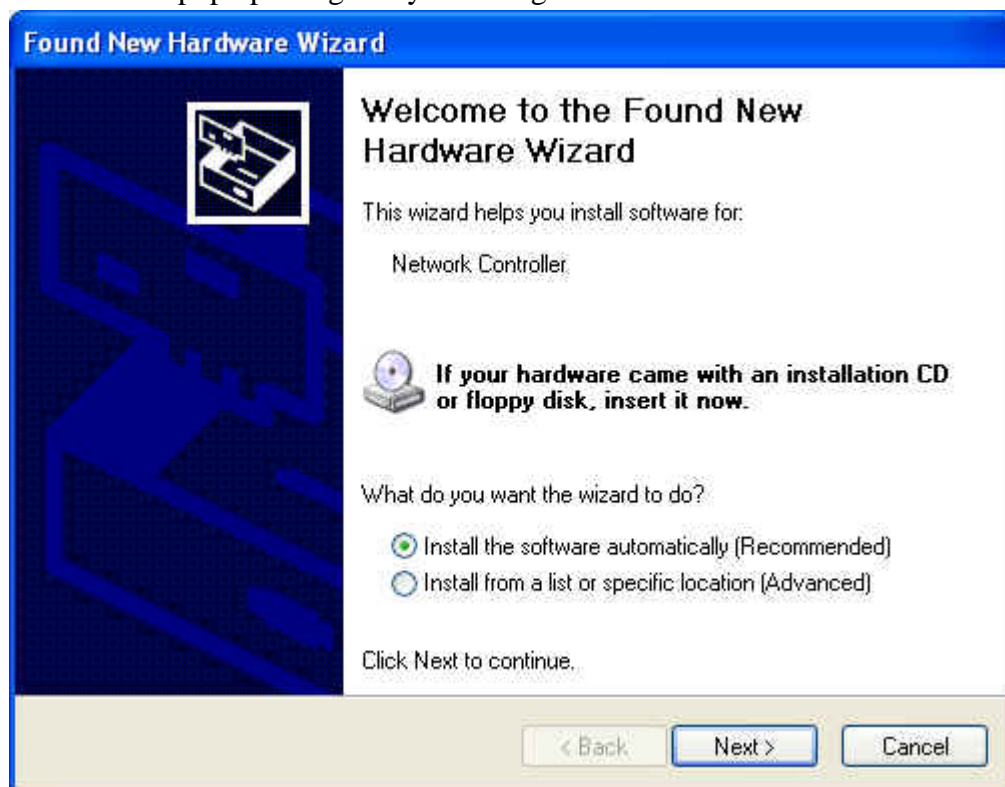 Found New Hardware Wizard
Welcome to the Found New
Hardware Wizard
This wizard helps you install software for:
Network Controller
If your hardware came with an installation CD
or floppy disk, insert it now.
What do you want the wizard to do?
Install the software automatically (Recommended)
Install from a list or specific location (Advanced)
Click Next to continue.
< Back
Next >
Cancel